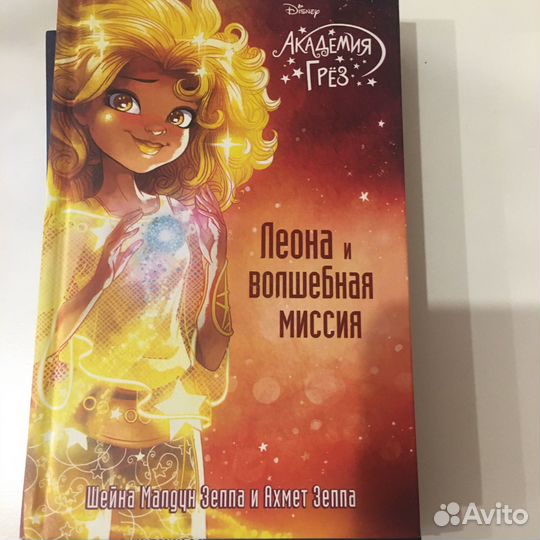 Disney
Академия
Грёз
Леона и
волшебная
миссия
Шейна Малдун Зеппа и Ахмет Зеппа
Avito